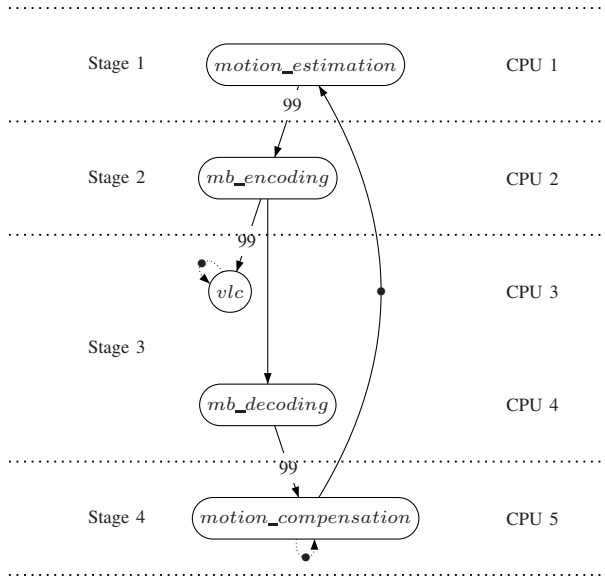 Stage 1 motion_estimation CPU 1
99
Stage 2 mb_encoding CPU 2
99
vlc CPU 3
Stage 3
mb_decoding CPU 4
99
Stage 4 motion_compensation CPU 5